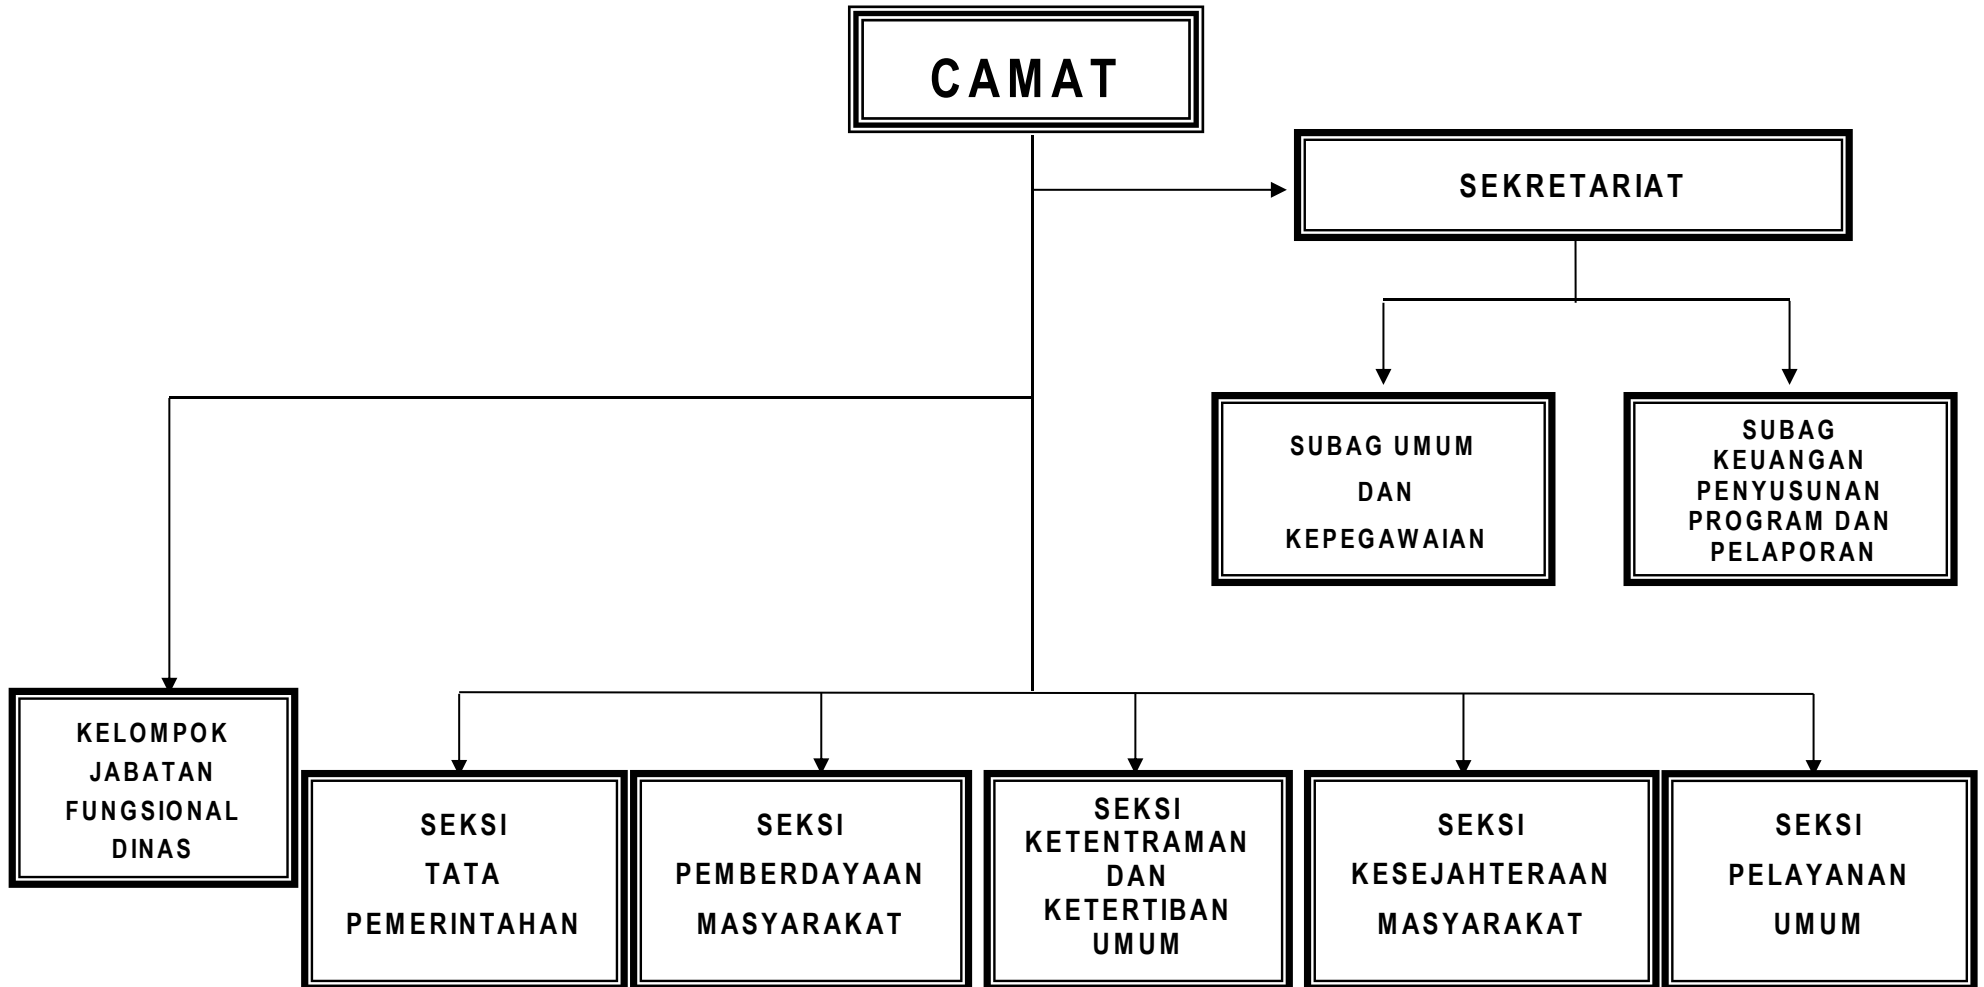 CAMAT
SEKRETARIAT
SUBAG UMUM
DAN
KEPEGAWAIAN
SUBAG
KEUANGAN
PENYUSUNAN
PROGRAM DAN
PELAPORAN
KELOMPOK
JABATAN
FUNGSIONAL
DINAS
SEKSI
TATA
PEMERINTAHAN
SEKSI
PEMBERDAYAAN
MASYARAKAT
SEKSI
KETENTRAMAN
DAN
KETERTIBAN
UMUM
SEKSI
KESEJAHTERAAN
MASYARAKAT
SEKSI
PELAYANAN
UMUM